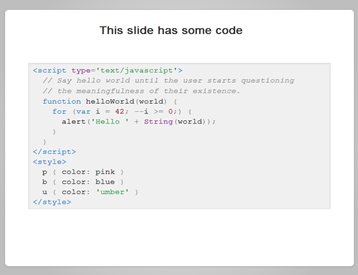 This slide has some code
<script type='text/javascript'>
  // Say hello world until the user starts questioning
  // the meaningfulness of their existence.
  function helloWorld(world) {
    for (var i = 42; --i >= 0;) {
      alert('Hello ' + String(world));
    }
  }
</script>
<style>
  p { color: pink }
  b { color: blue }
  u { color: 'umber' }
</style>